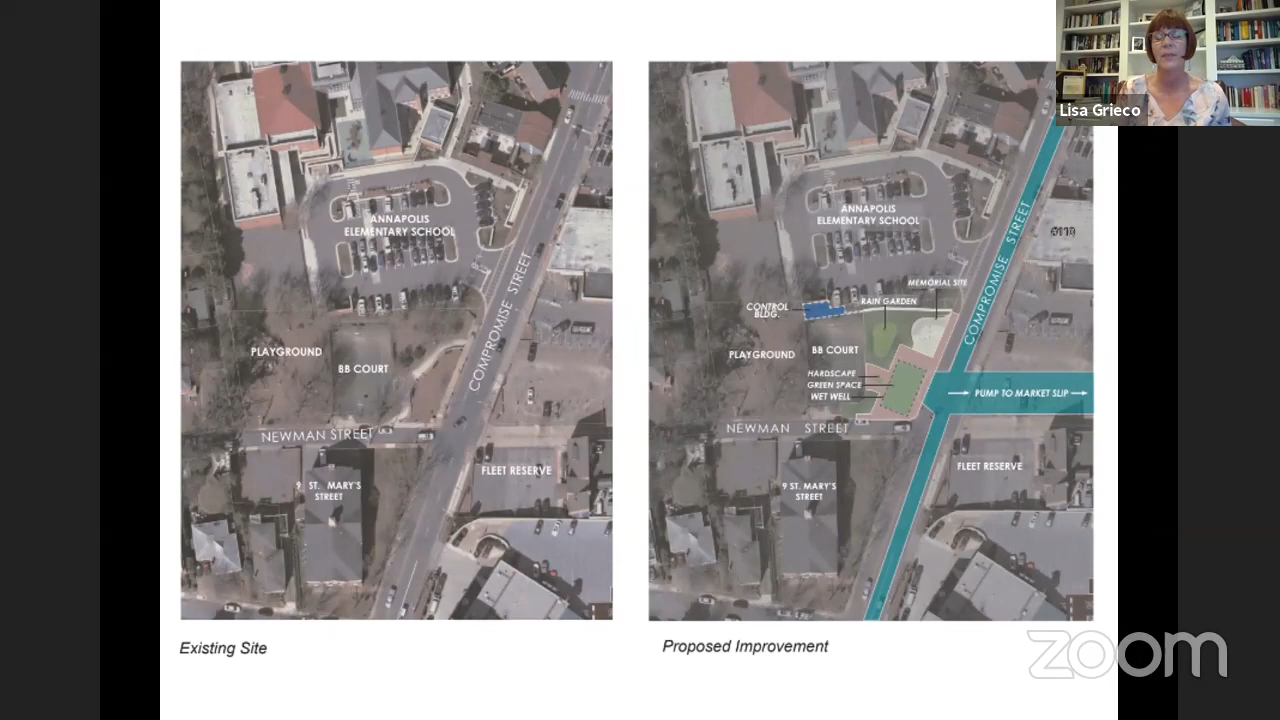 Lisa Grieco
ANNAPOLIS
ELEMENTARY SCHOOL
COMPROMISE STREET
PLAYGROUND
BB COURT
NEWMAN STREET
FLEET RESERVE
9 ST. MARY'S
STREET
Existing Site
ANNAPOLIS
ELEMENTARY SCHOOL
COMPROMISE STREET
MEMORIAL SITE
RAIN GARDEN
CONTROL
BLDG.
PLAYGROUND
BB COURT
HARDSCAPE
GREEN SPACE
WET WELL
PUMP TO MARKET SLIP
NEWMAN STREET
FLEET RESERVE
9 ST. MARY'S
STREET
Proposed Improvement
zoom